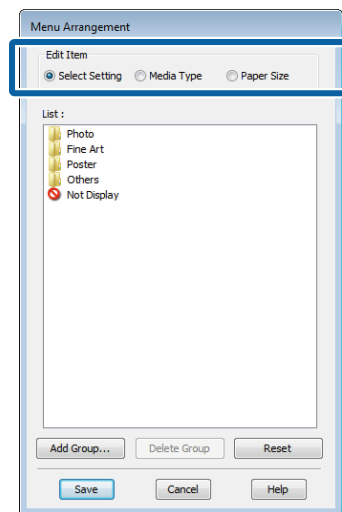 Menu Arrangement
Edit Item
Select Setting Media Type Paper Size
List :
Photo
Fine Art
Poster
Others
Not Display
Add Group... Delete Group Reset
Save Cancel Help